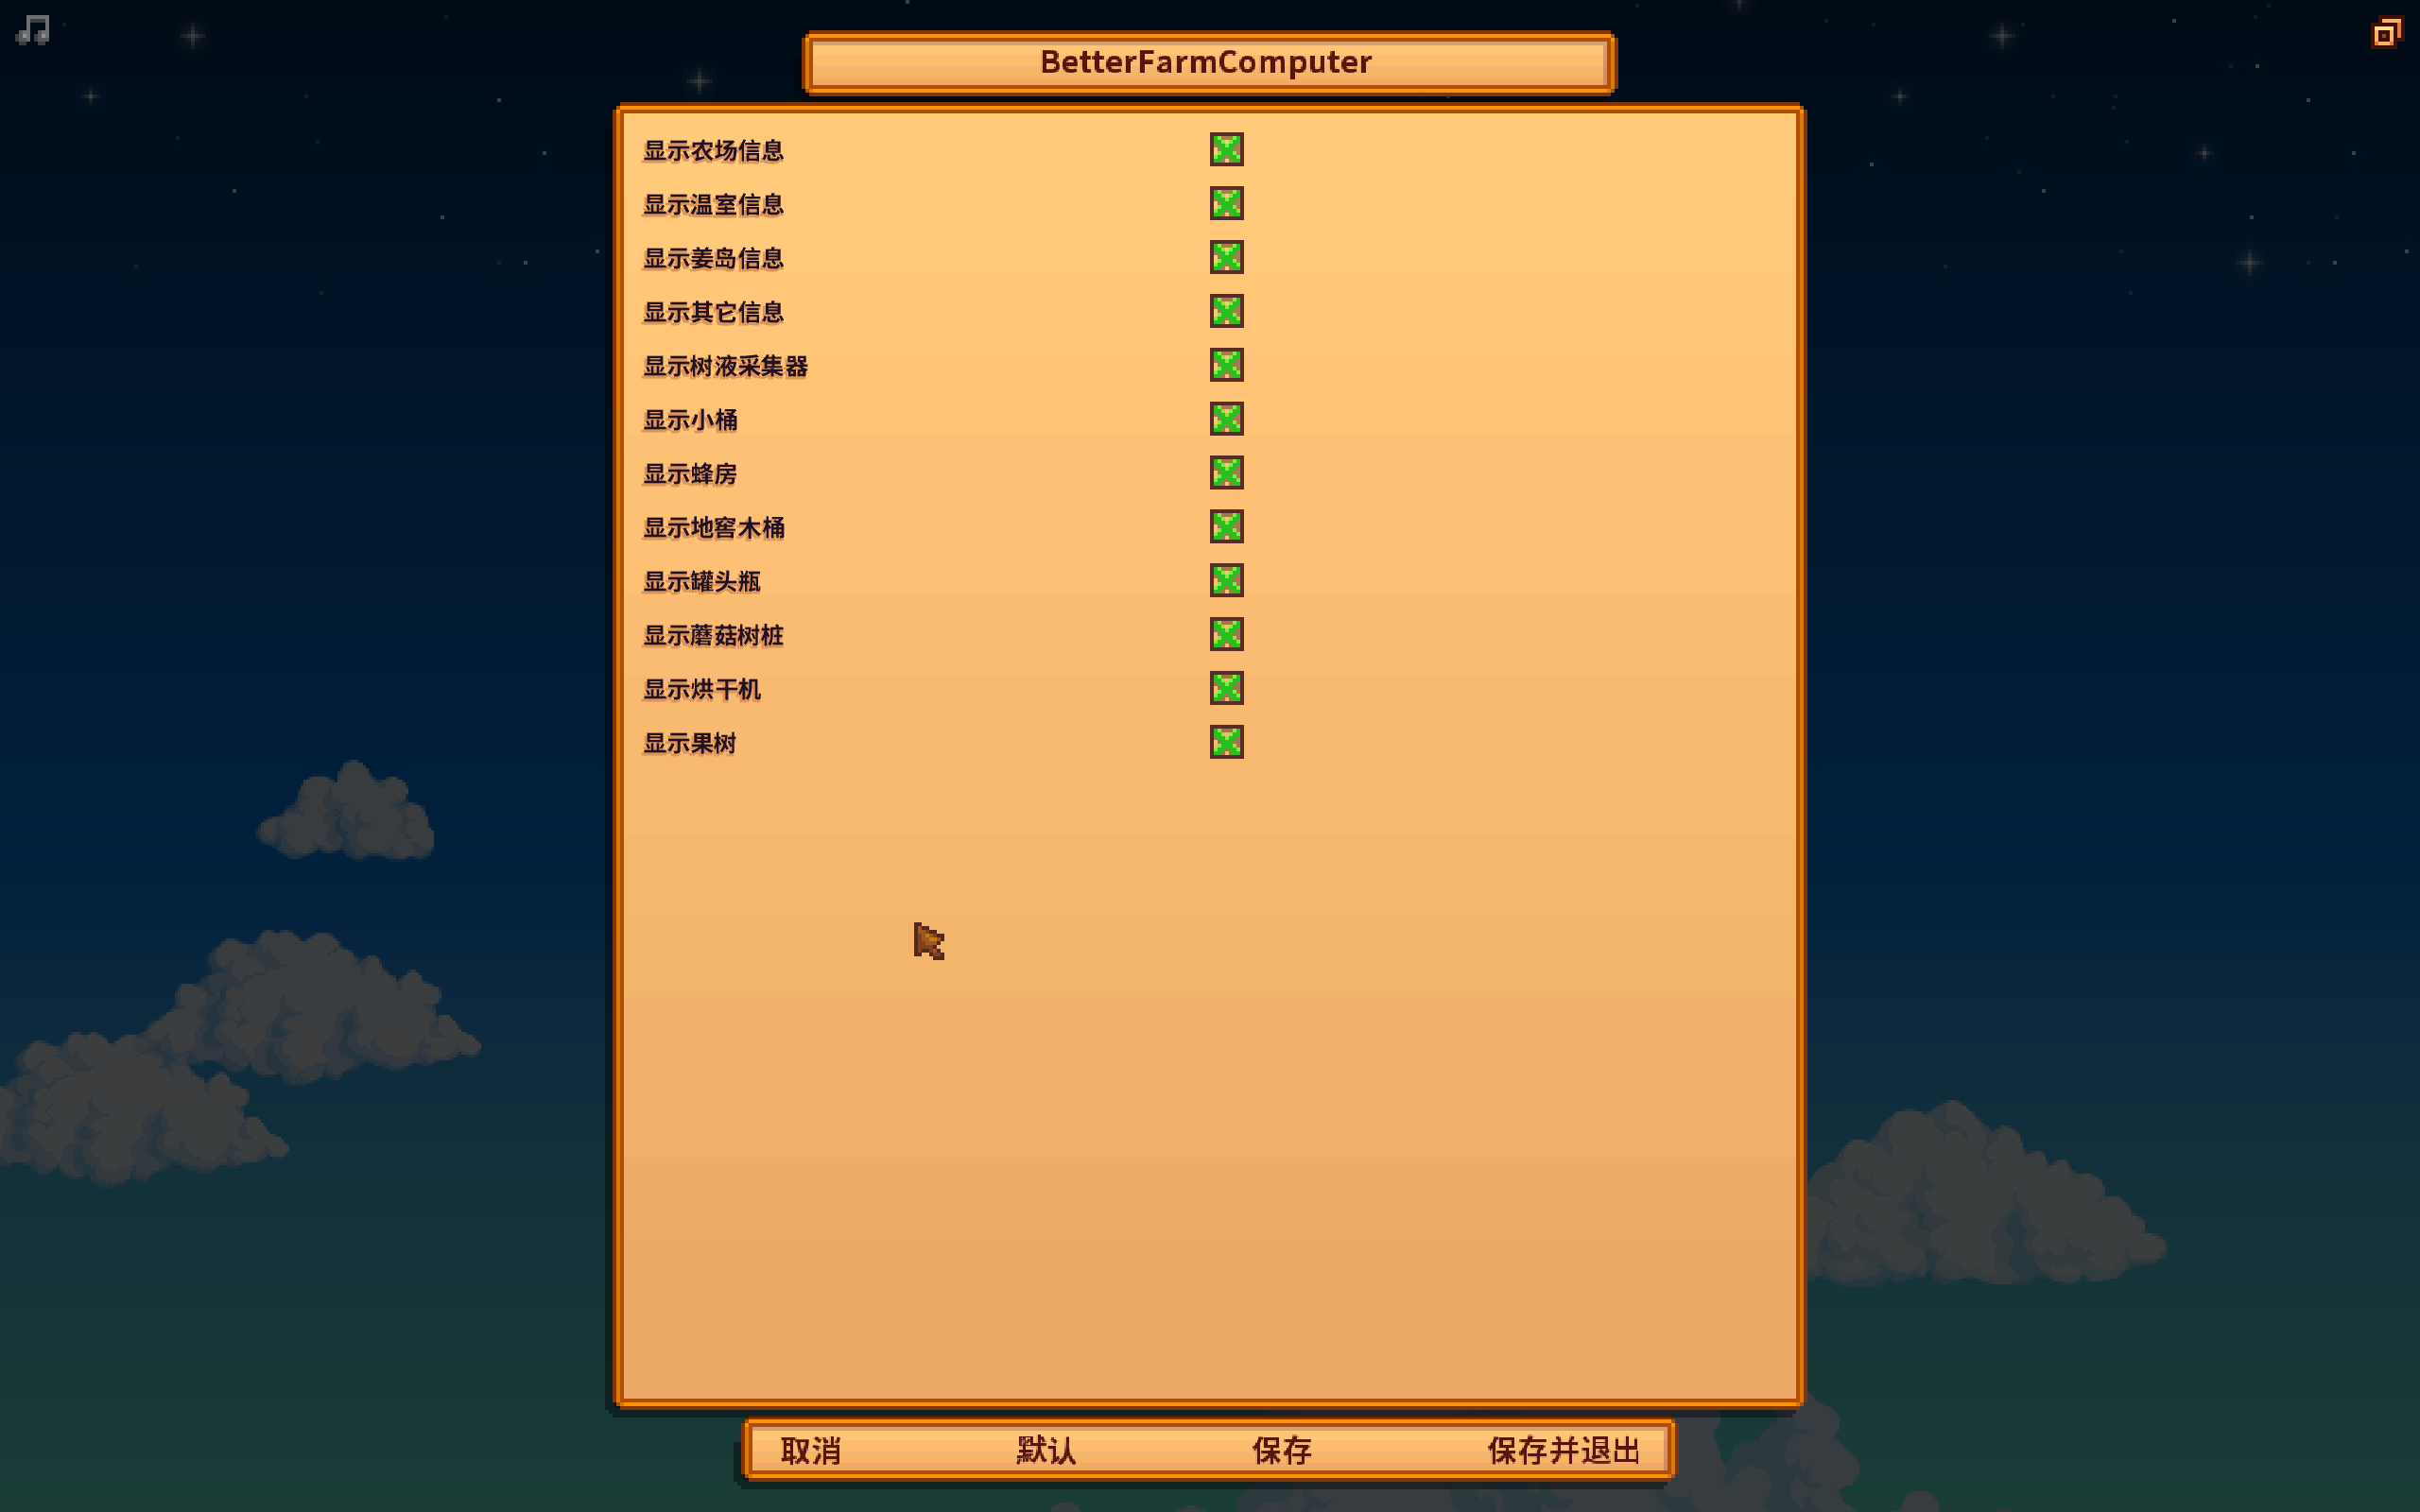 BetterFarmComputer
显示农场信息
显示温室信息
显示姜岛信息
显示其它信息
显示树液采集器
显示小桶
显示蜂房
显示地窖木桶
显示罐头瓶
显示蘑菇树桩
显示烘干机
显示果树
取消 默认 保存 保存并退出